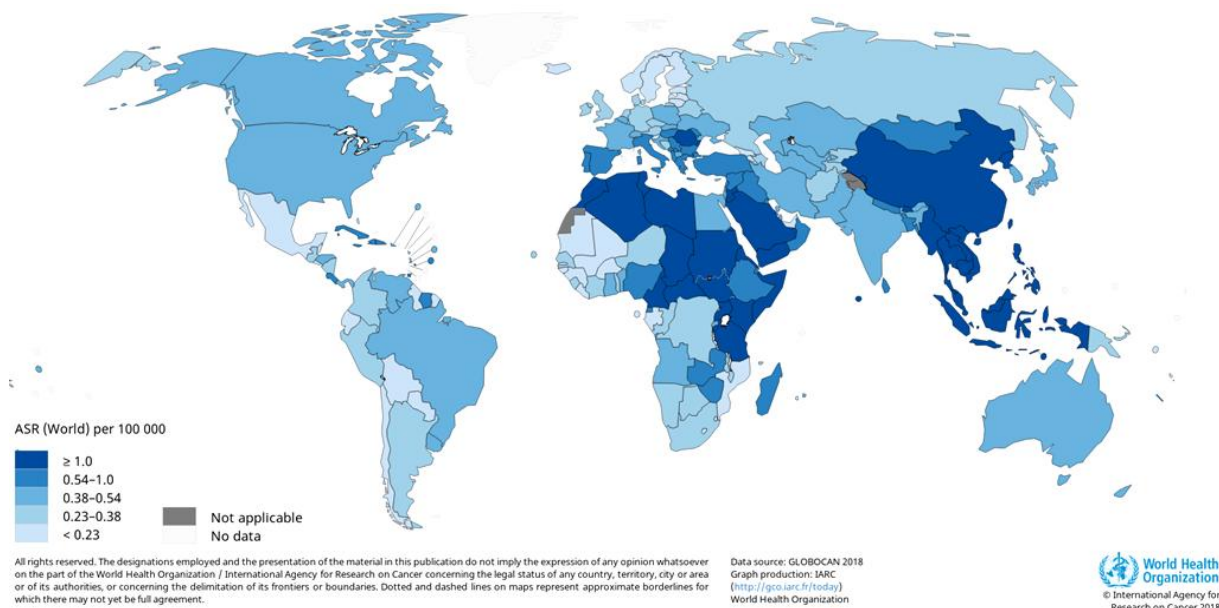 ASR (World) per 100 000
≥ 1.0
0.54–1.0
0.38–0.54
0.23–0.38
< 0.23
Not applicable
No data
All rights reserved. The designations employed and the presentation of the material in this publication do not imply the expression of any opinion whatsoever
on the part of the World Health Organization / International Agency for Research on Cancer concerning the legal status of any country, territory, city or area
or of its authorities, or concerning the delimitation of its frontiers or boundaries. Dotted and dashed lines on maps represent approximate borderlines for
which there may not yet be full agreement.
Data source: GLOBOCAN 2018
Graph production: IARC
(http://gco.iarc.fr/today)
World Health Organization
World Health
Organization
© International Agency for
Research on Cancer 2018